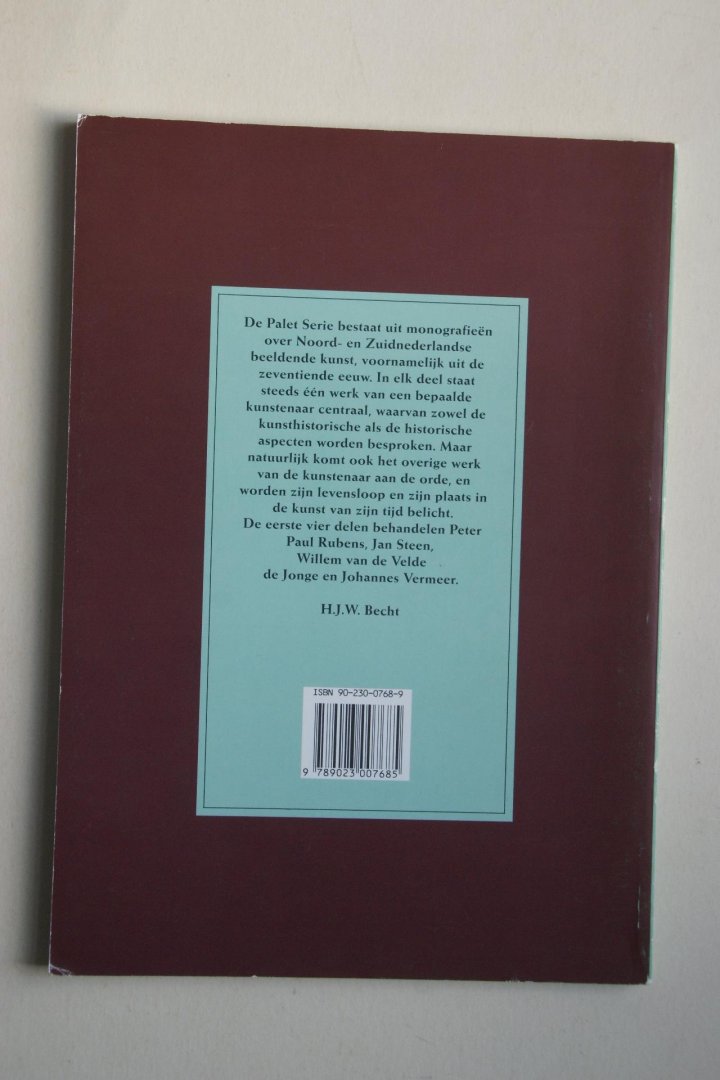 De Palet Serie bestaat uit monografieën
over Noord- en Zuidnederlandse
beeldende kunst, voornamelijk uit de
zeventiende eeuw. In elk deel staat
steeds één werk van een bepaalde
kunstenaar centraal, waarvan zowel de
kunsthistorische als de historische
aspecten worden besproken. Maar
natuurlijk komt ook het overige werk
van de kunstenaar aan de orde, en
worden zijn levensloop en zijn plaats in
de kunst van zijn tijd belicht.
De eerste vier delen behandelen Peter
Paul Rubens, Jan Steen,
Willem van de Velde
de Jonge en Johannes Vermeer.
H.J.W. Becht
ISBN 90-230-0768-9
9 789023 007685